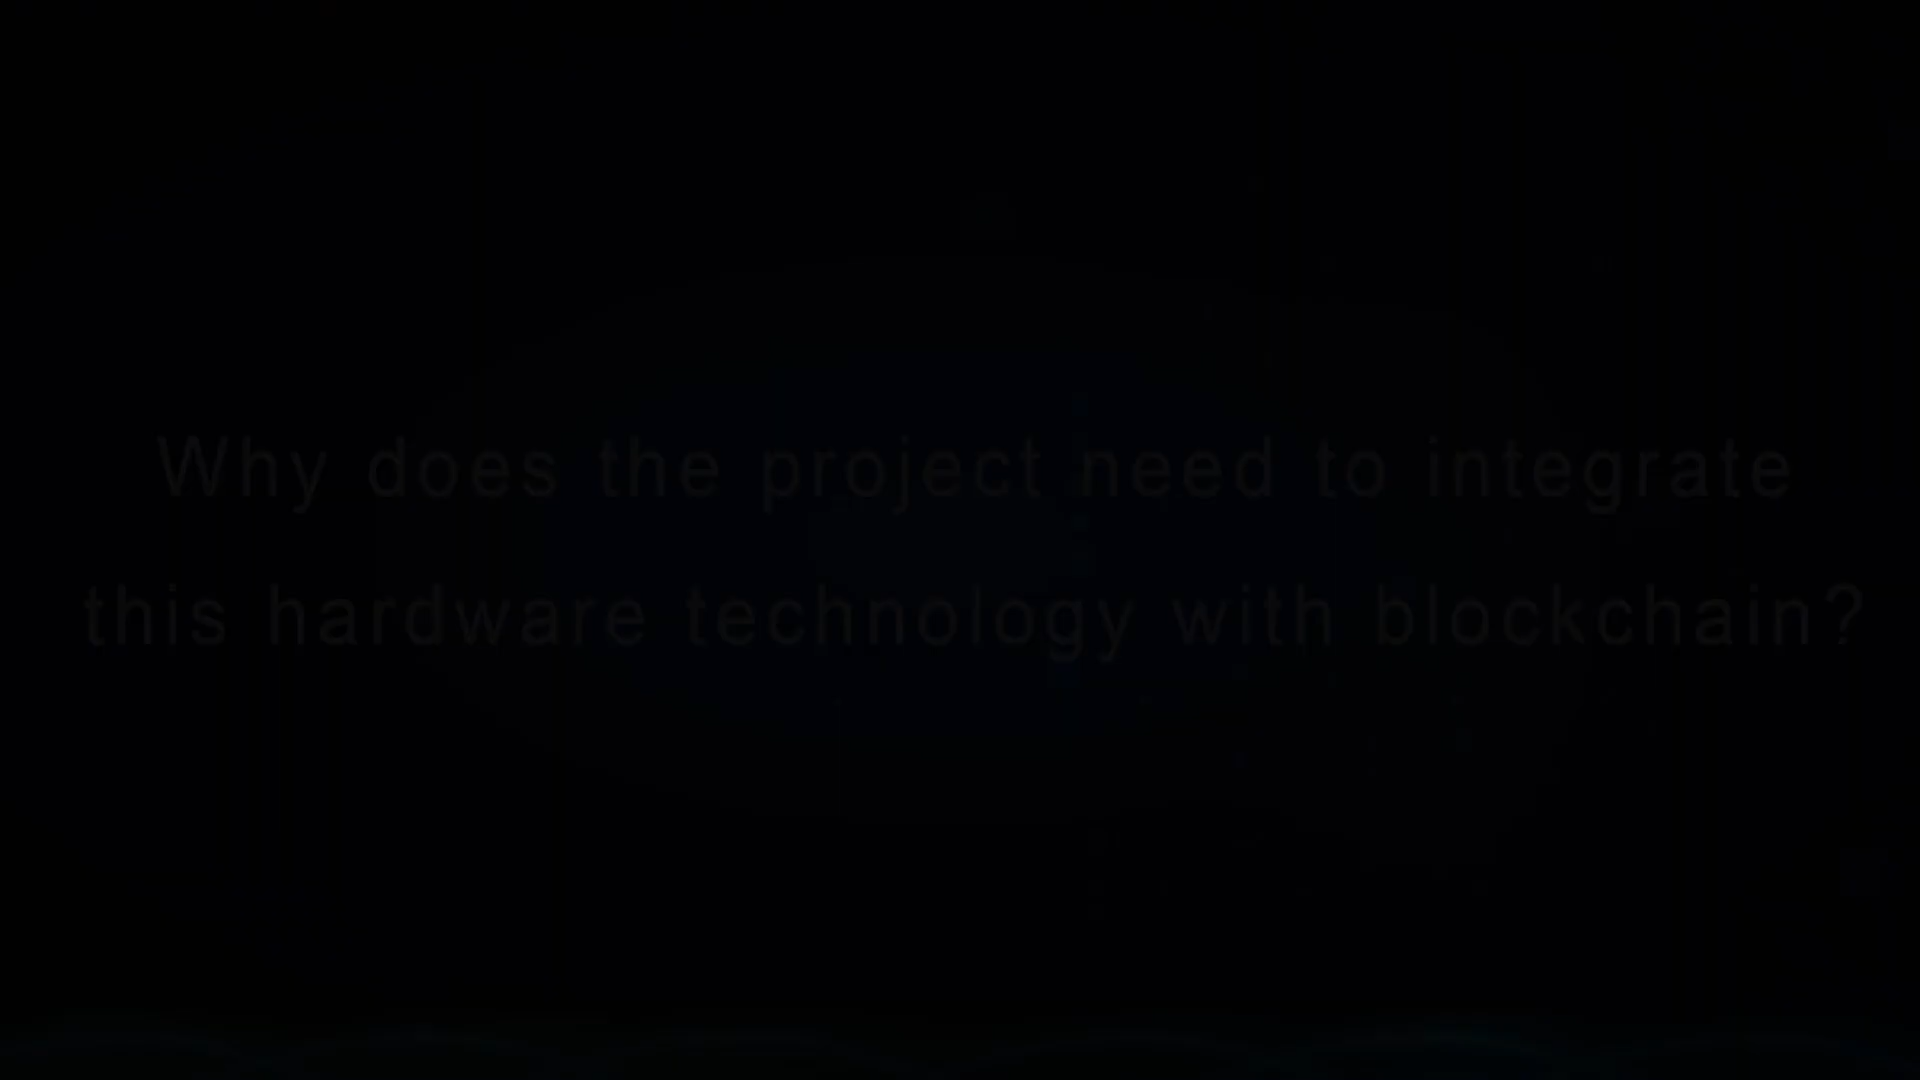 Why does the project need to integrate
this hardware technology with blockchain?